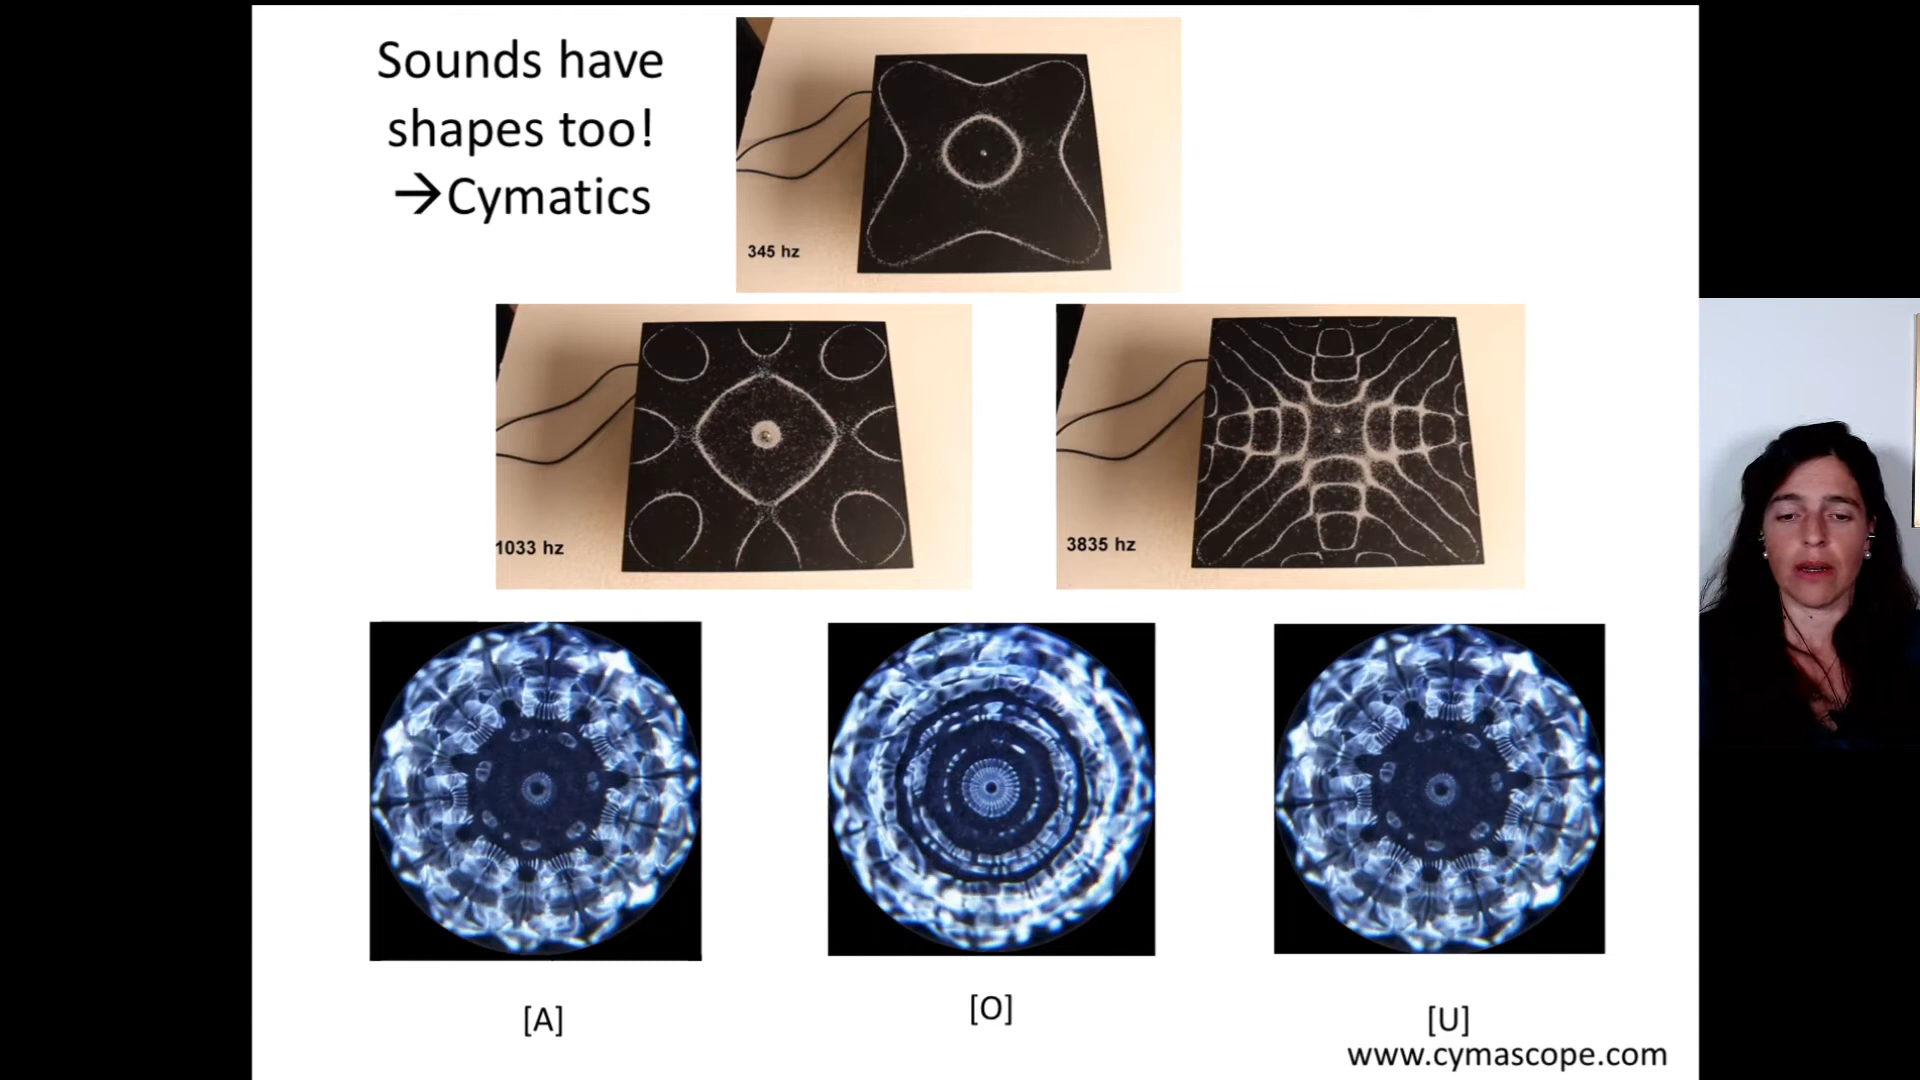 Sounds have
shapes too!
→Cymatics
345 hz
1033 hz
3835 hz
[A]
[O]
[U]
www.cymascope.com